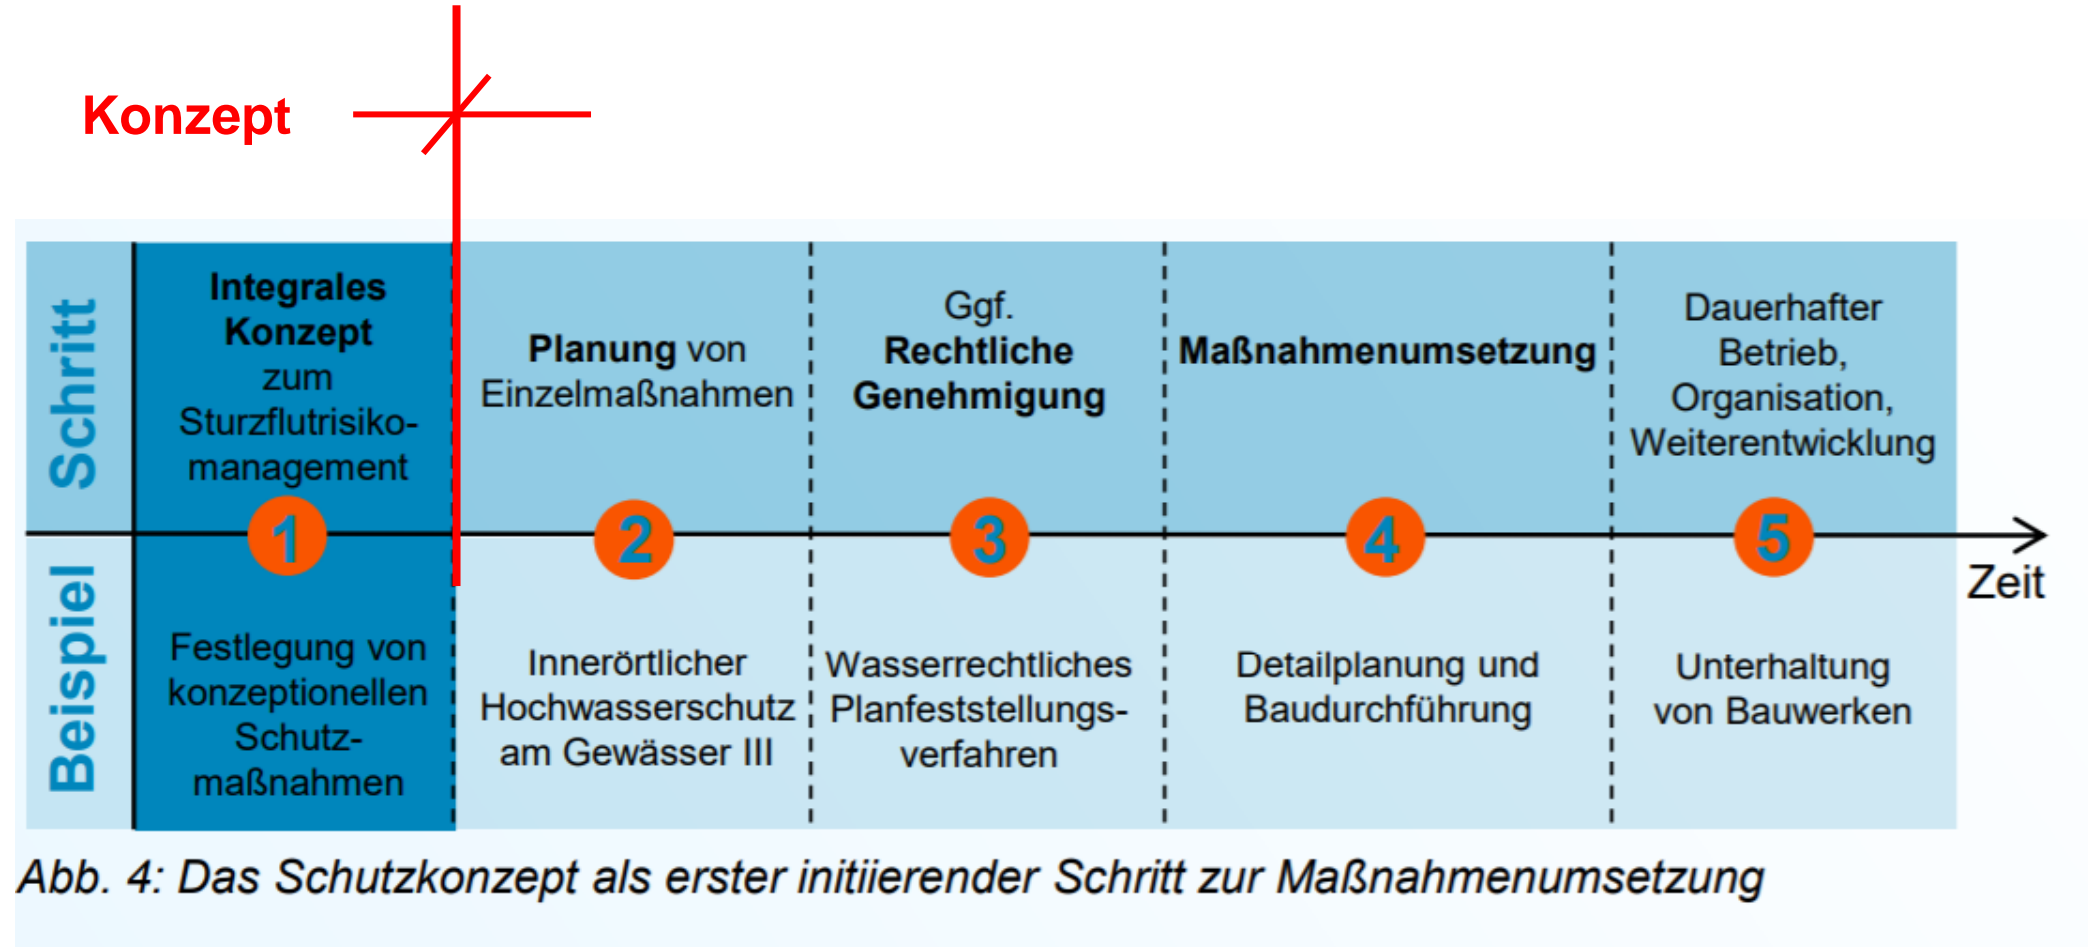 Konzept
Schritt
Integrales
Konzept
zum
Sturzflutrisiko-
management
Planung von
Einzelmaßnahmen
Ggf.
Rechtliche
Genehmigung
Maßnahmenumsetzung
Dauerhafter
Betrieb,
Organisation,
Weiterentwicklung
1
2
3
4
5
Zeit
Beispiel
Festlegung von
konzeptionellen
Schutz-
maßnahmen
Innerörtlicher
Hochwasserschutz
am Gewässer III
Wasserrechtliches
Planfeststellungs-
verfahren
Detailplanung und
Baudurchführung
Unterhaltung
von Bauwerken
Abb. 4: Das Schutzkonzept als erster initiierender Schritt zur Maßnahmenumsetzung